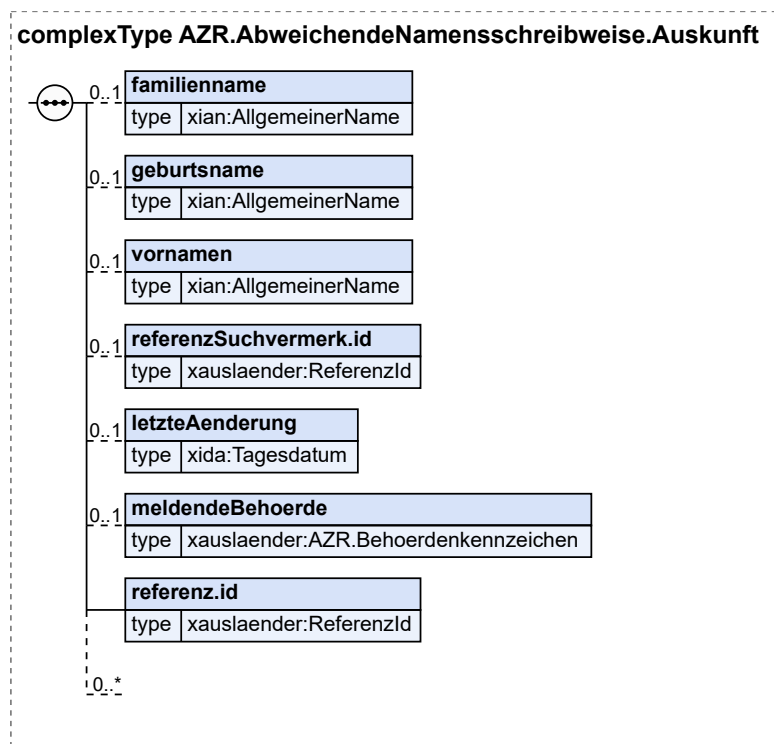 complexType AZR.AbweichendeNamensschreibweise.Auskunft
0..1 familienname
type xian:AllgemeinerName
0..1 geburtsname
type xian:AllgemeinerName
0..1 vornamen
type xian:AllgemeinerName
0..1 referenzSuchvermerk.id
type xauslaender:ReferenzId
0..1 letzteAenderung
type xida:Tagesdatum
0..1 meldendeBehoerde
type xauslaender:AZR.Behoerdenkennzeichen
referenz.id
type xauslaender:ReferenzId
0..*